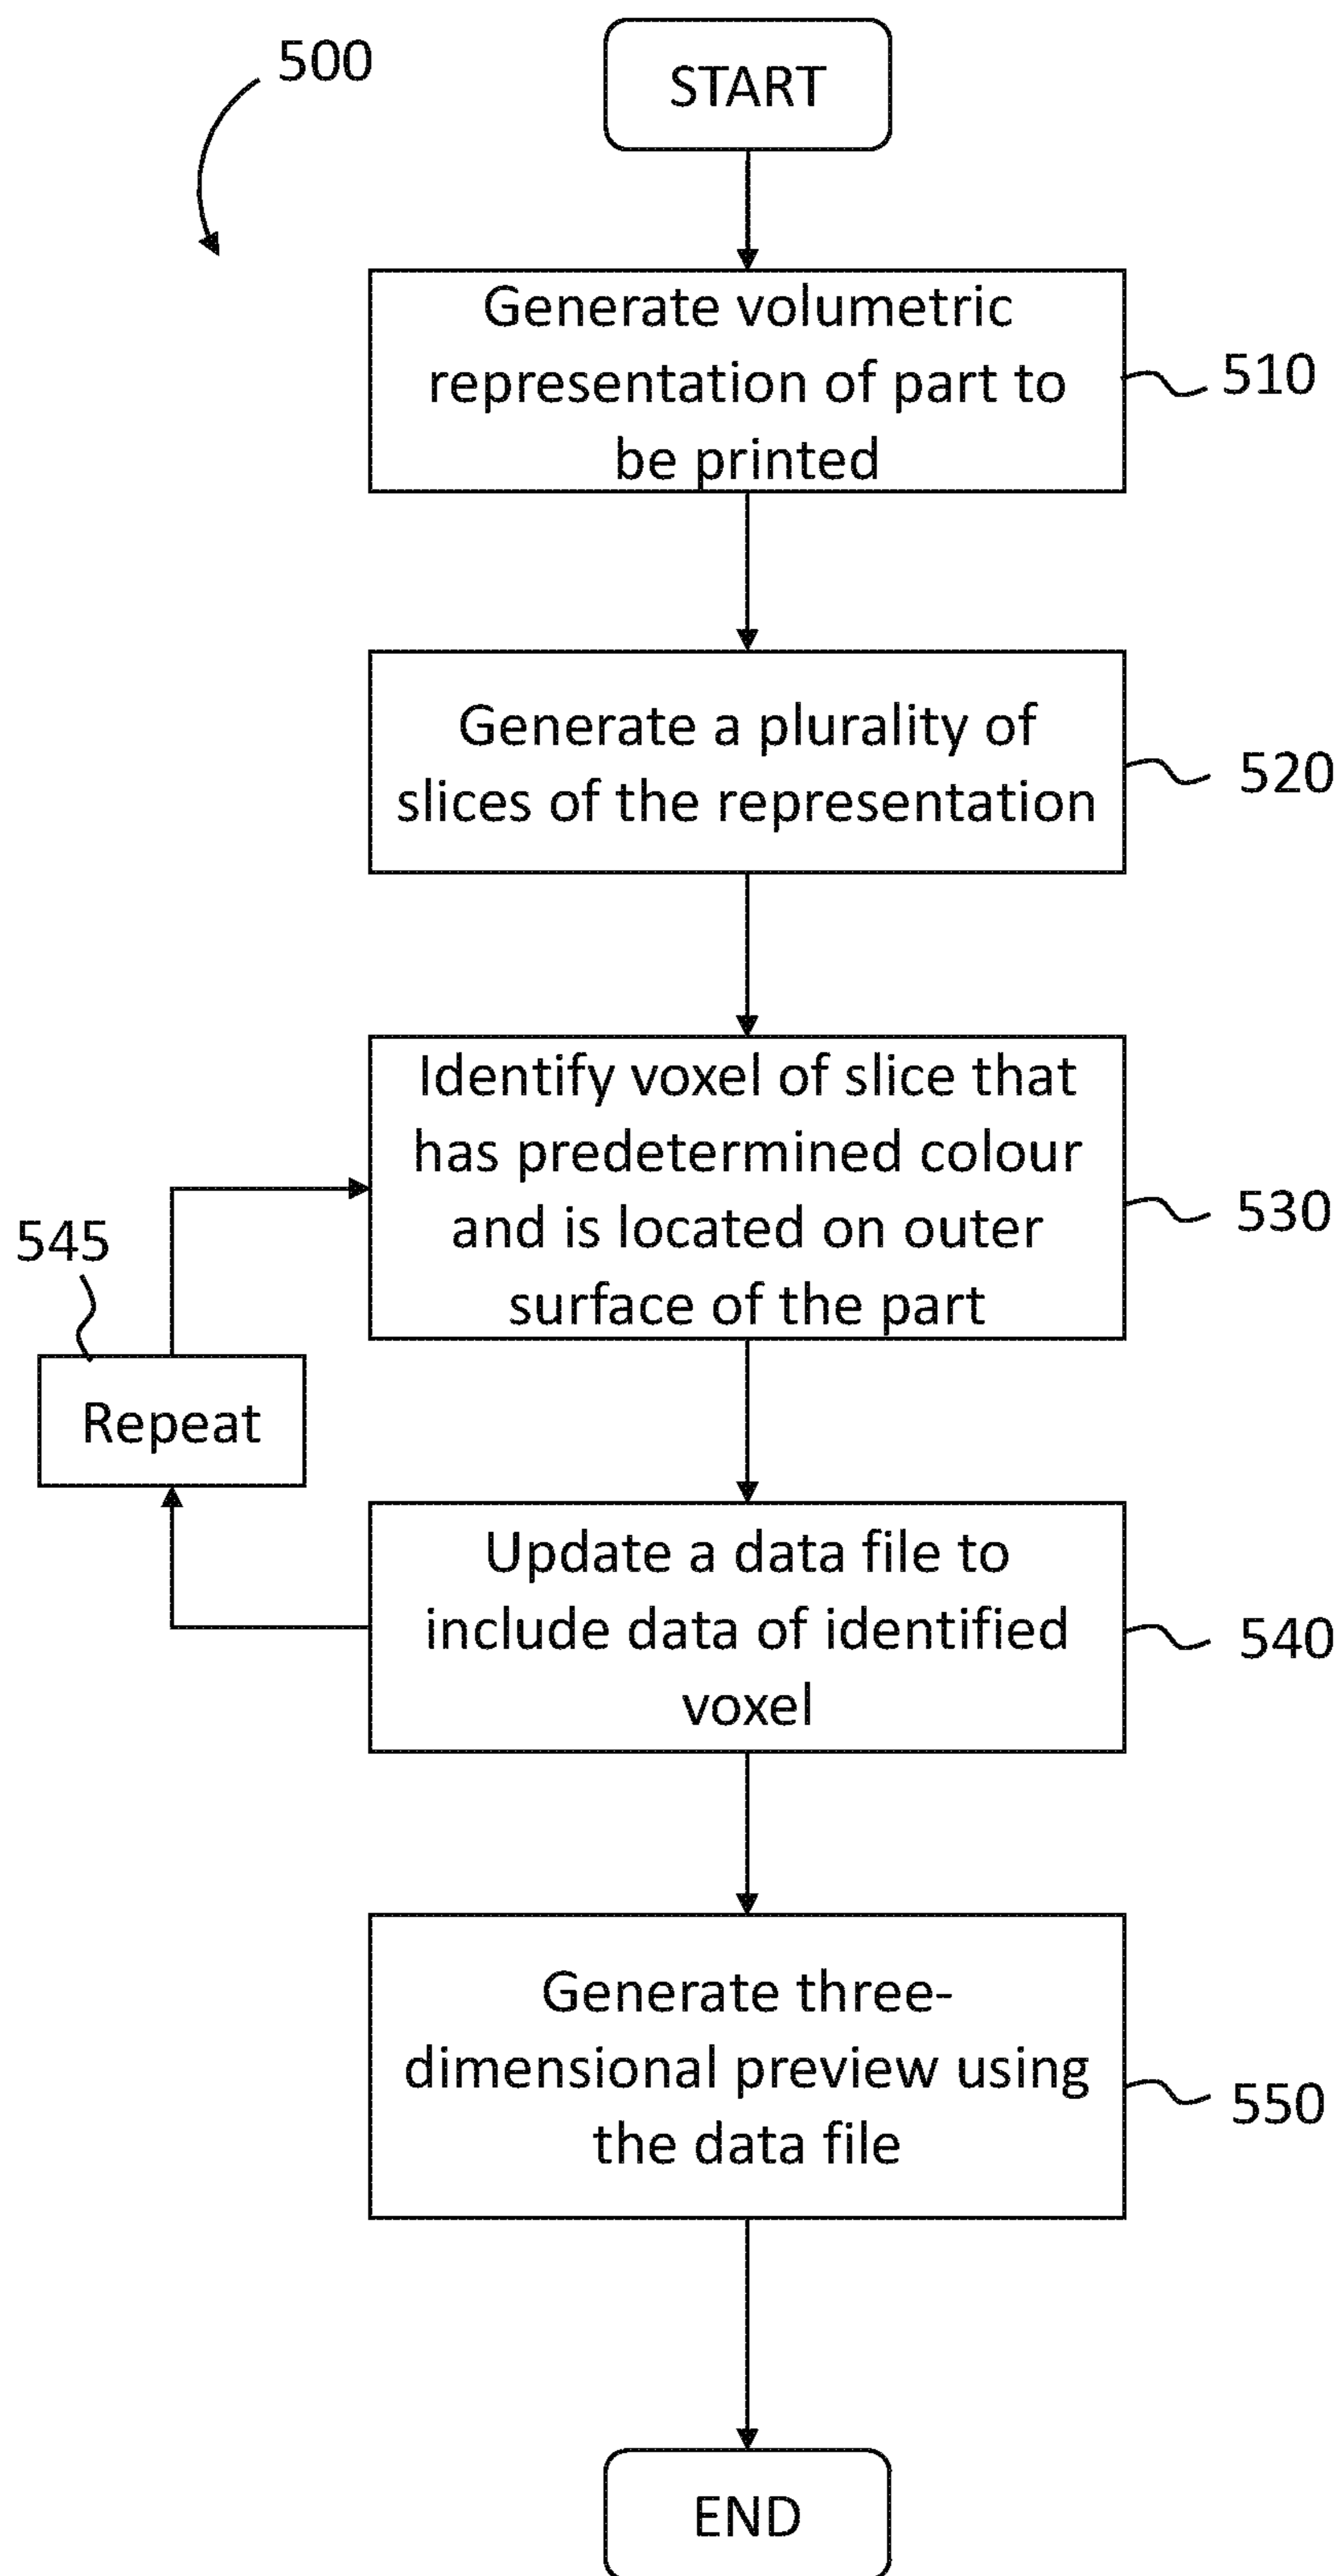 500
START
Generate volumetric
representation of part to
be printed
510
Generate a plurality of
slices of the representation
520
Identify voxel of slice that
has predetermined colour
and is located on outer
surface of the part
530
545
Repeat
Update a data file to
include data of identified
voxel
540
Generate three-
dimensional preview using
the data file
550
END